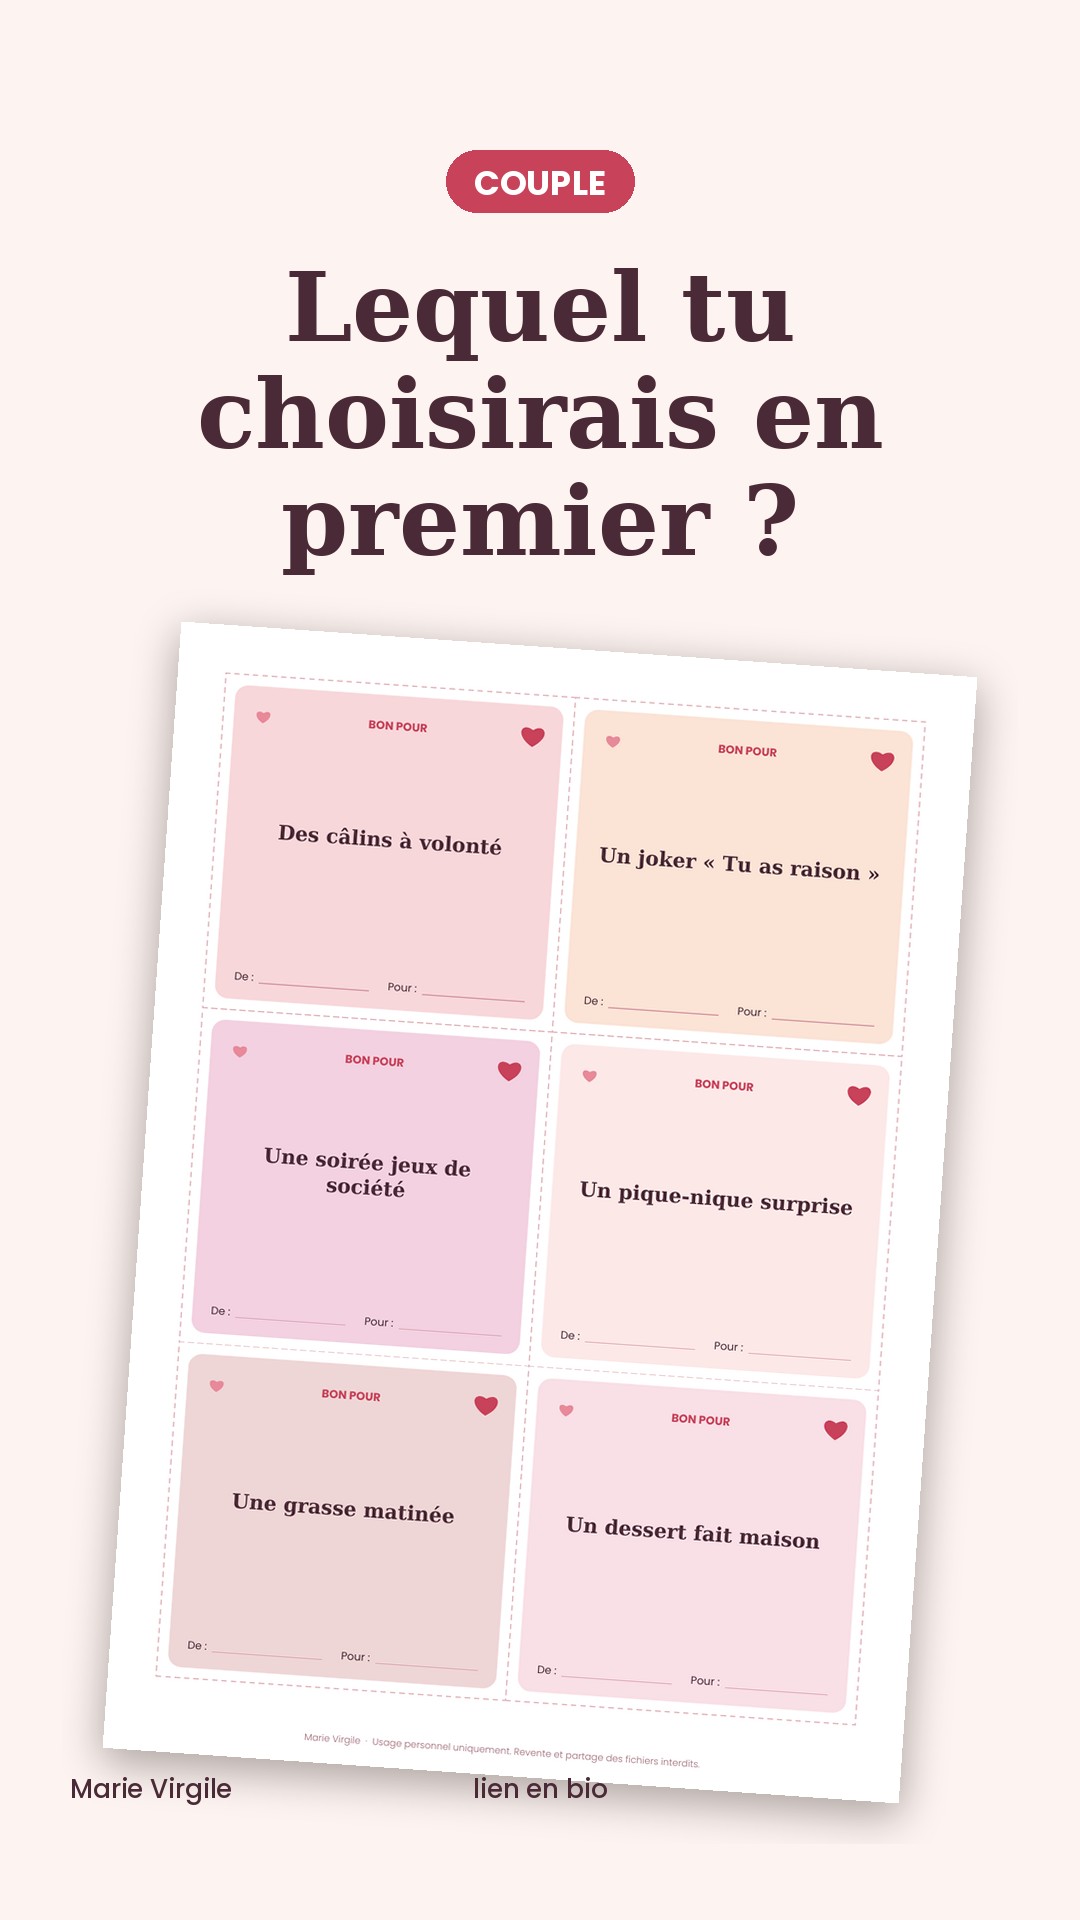 COUPLE
Lequel tu
choisirais en
premier ?
BON POUR
Des câlins à volonté
De :
Pour :
BON POUR
Un joker « Tu as raison »
De :
Pour :
BON POUR
Une soirée jeux de
société
De :
Pour :
BON POUR
Un pique-nique surprise
De :
Pour :
BON POUR
Une grasse matinée
De :
Pour :
BON POUR
Un dessert fait maison
De :
Pour :
Marie Virgile · Usage personnel uniquement. Revente et partage des fichiers interdits.
Marie Virgile
lien en bio